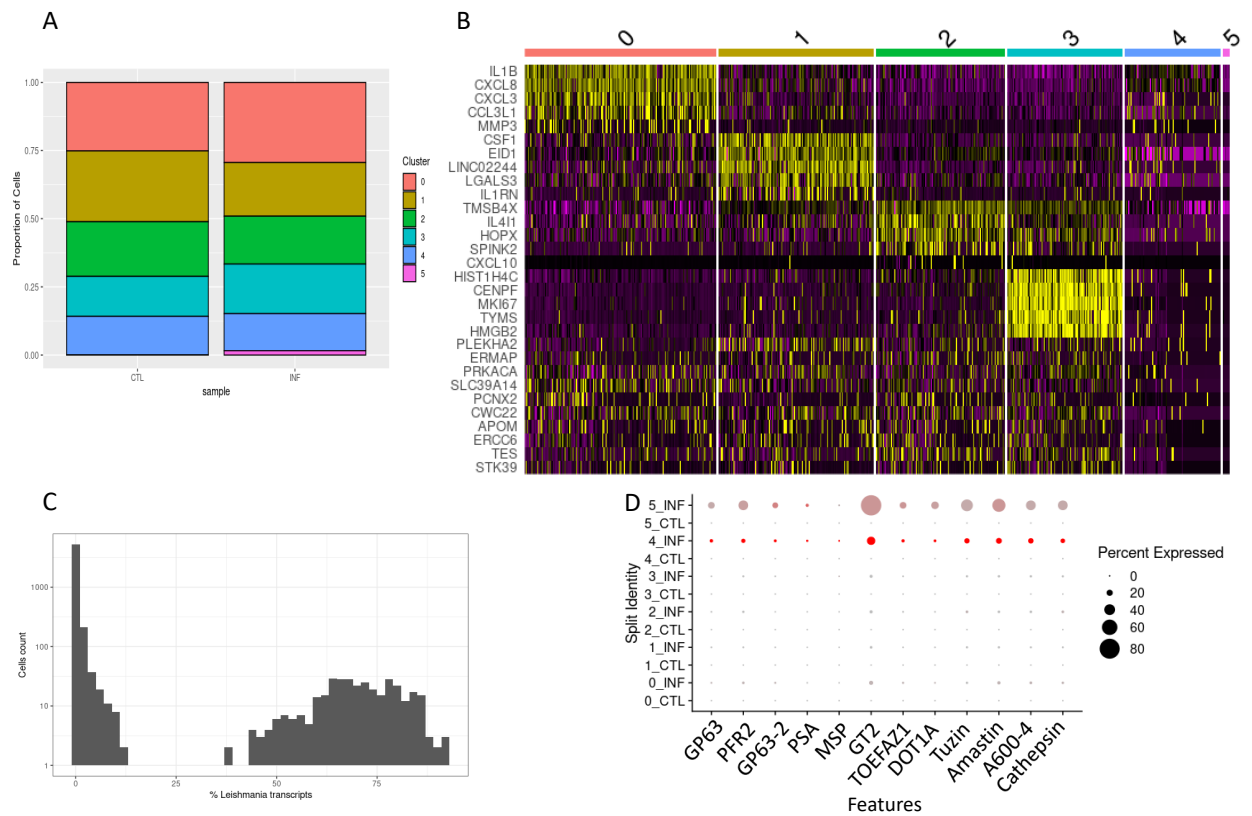 A
1.00
0.75
0.50
0.25
0.00
Proportion of Cells
CTL
INF
sample
Cluster
0
1
2
3
4
5
B
0
1
2
3
4
5
IL1B
CXCL8
CXCL3
CCL3L1
MMP3
CSF1
EID1
LINC02244
LGALS3
IL1RN
TMSB4X
IL4I1
HOPX
SPINK2
CXCL10
HIST1H4C
CENPF
MKI67
TYMS
HMGB2
PLEKHA2
ERMAP
PRKACA
SLC39A14
PCNX2
CWC22
APOM
ERCC6
TES
STK39
C
1000
100
10
1
Cells count
0
25
50
75
% Leishmania transcripts
D
5_INF
5_CTL
4_INF
4_CTL
3_INF
3_CTL
2_INF
2_CTL
1_INF
1_CTL
0_INF
0_CTL
Split Identity
GP63
PFR2
GP63-2
PSA
MSP
GT2
TOEFAZ1
DOT1A
Tuzin
Amastin
A600-4
Cathepsin
Features
Percent Expressed
0
20
40
60
80